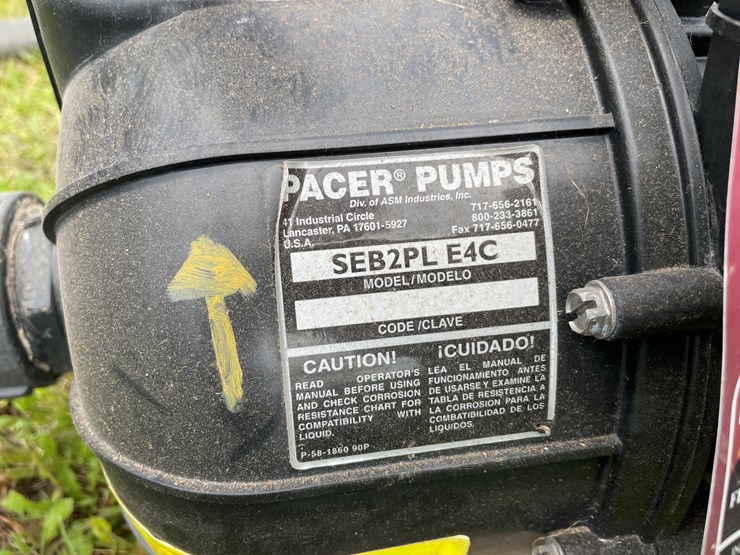 PACER® PUMPS
Div. of ASM Industries, Inc.
41 Industrial Circle
Lancaster, PA 17601-5927
U.S.A.
717-656-2161
800-233-3861
Fax 717-656-0477
SEB2PL E4C
MODEL/MODELO
CODE/CLAVE
CAUTION!
READ OPERATOR'S
MANUAL BEFORE USING
AND CHECK CORROSION
RESISTANCE CHART FOR
COMPATIBILITY WITH
LIQUID.
¡CUIDADO!
LEA EL MANUAL DE
FUNCIONAMIENTO ANTES
DE USARSE Y EXAMINE LA
TABLA DE RESISTENCIA A
LA CORROSION PARA LA
COMBATIBILIDAD DE LOS
LIQUIDOS.
P-58-1860 90P